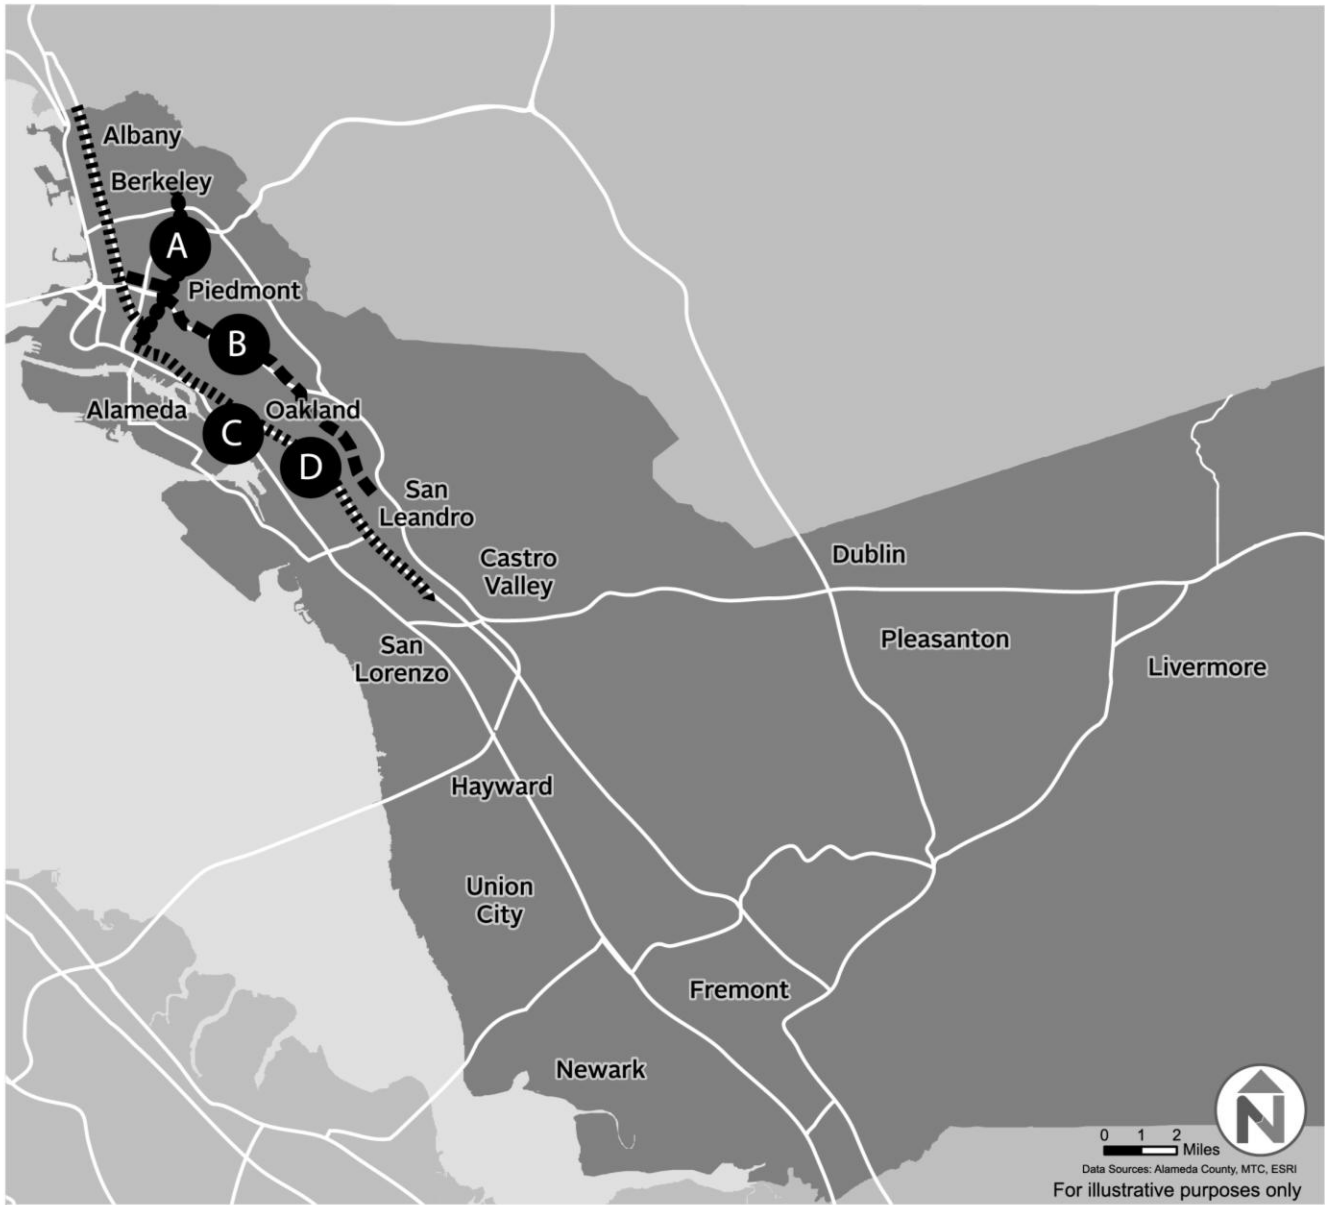 Albany
Berkeley
A
Piedmont
B
Alameda
Oakland
C
D
San
Leandro
Castro
Valley
Dublin
Pleasanton
San
Lorenzo
Livermore
Hayward
Union
City
Fremont
Newark
N
0 1 2
Miles
Data Sources: Alameda County, MTC, ESRI
For illustrative purposes only